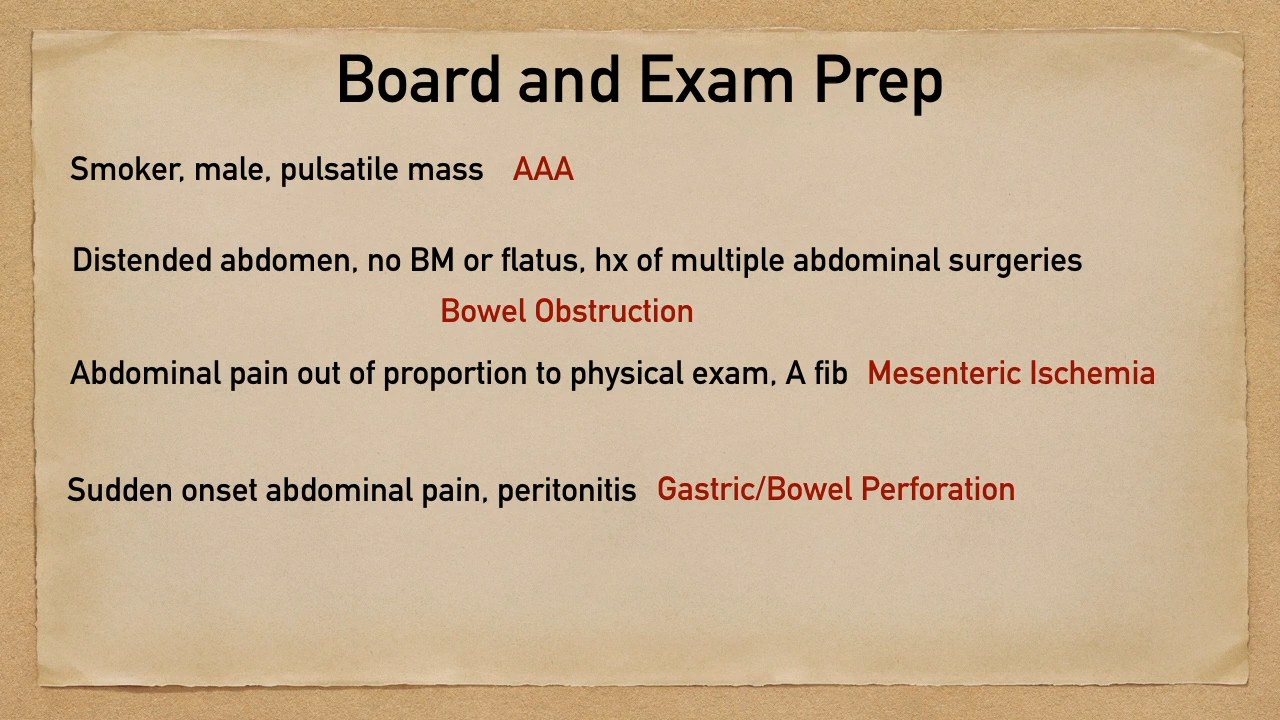 Board and Exam Prep
Smoker, male, pulsatile mass AAA
Distended abdomen, no BM or flatus, hx of multiple abdominal surgeries
Bowel Obstruction
Abdominal pain out of proportion to physical exam, A fib Mesenteric Ischemia
Sudden onset abdominal pain, peritonitis Gastric/Bowel Perforation